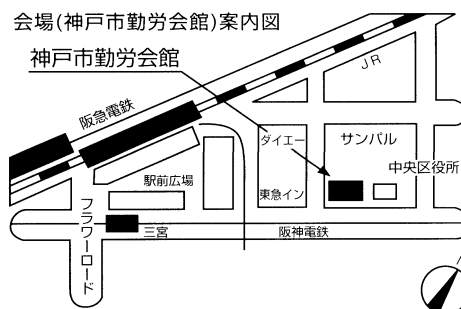 会場(神戸市勤労会館)案内図
神戸市勤労会館
JR
阪急電鉄
ダイエー
サンパル
中央区役所
駅前広場
東急イン
フラワーロード
三宮
阪神電鉄